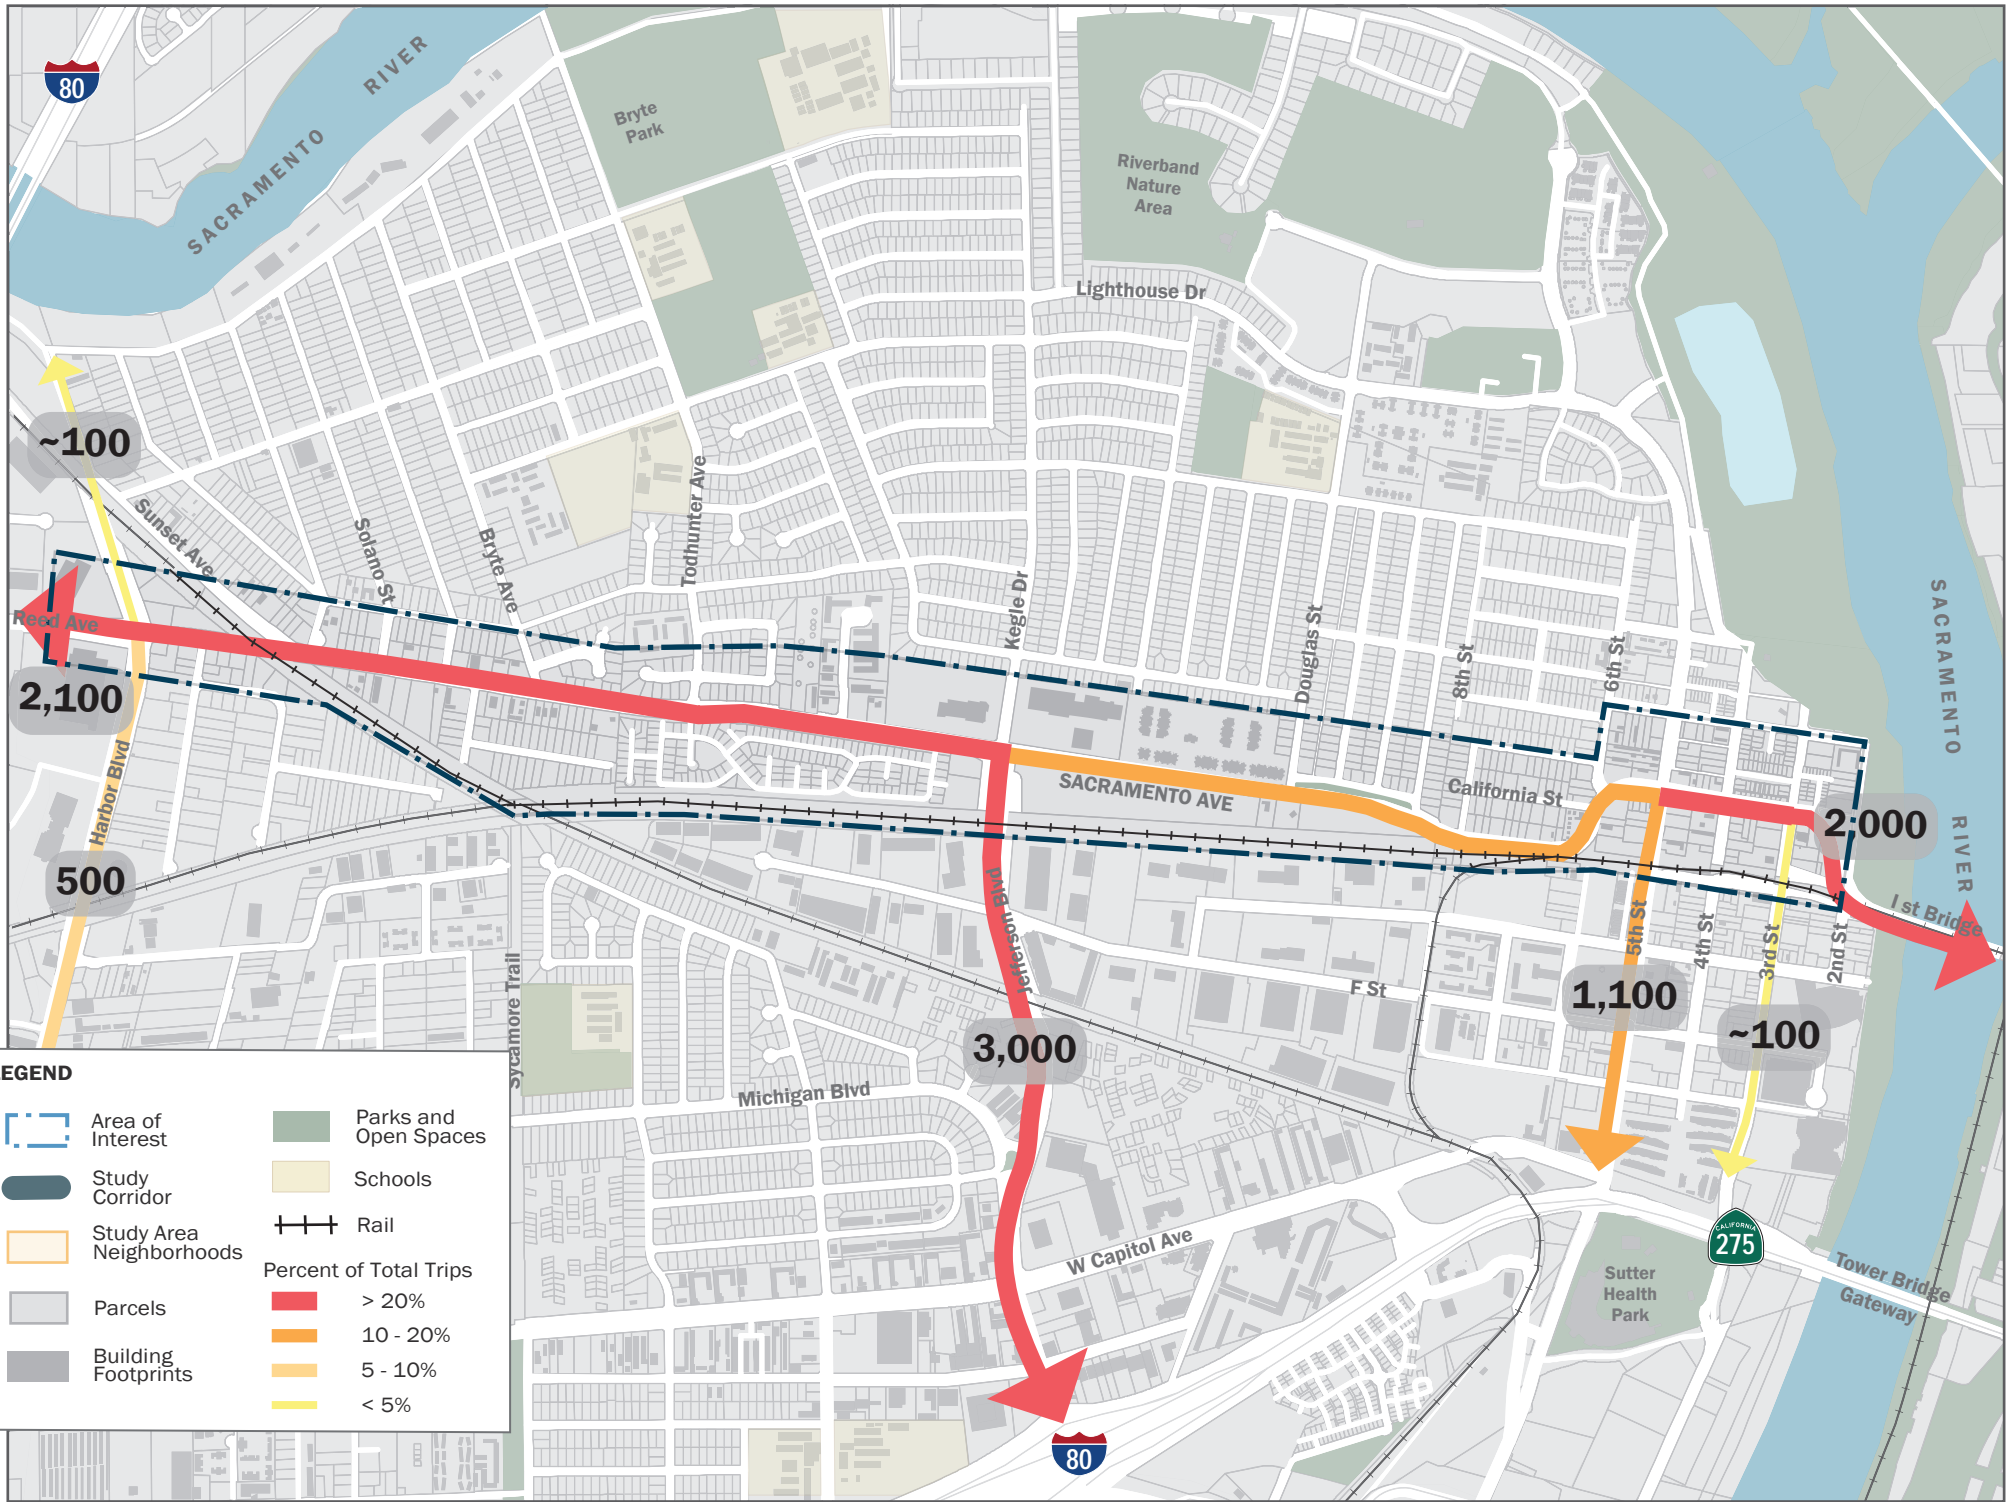 80
SACRAMENTO
RIVER
Bryte
Park
Riverband
Nature
Area
Lighthouse Dr
~100
Sunset Ave
Solano St
Bryte Ave
Todhunter Ave
Kegle Dr
Douglas St
8th St
6th St
Reed Ave
2,100
Harbor Blvd
500
SACRAMENTO AVE
California St
2,000
SACRAMENTO
RIVER
I st Bridge
Jefferson Blvd
Sycamore Trail
F St
5th St
4th St
3rd St
2nd St
1,100
~100
3,000
Michigan Blvd
W Capitol Ave
CALIFORNIA
275
Sutter
Health
Park
Tower Bridge
Gateway
80
EGEND
Area of
Interest
Study
Corridor
Study Area
Neighborhoods
Parcels
Building
Footprints
Parks and
Open Spaces
Schools
Rail
Percent of Total Trips
> 20%
10 - 20%
5 - 10%
< 5%